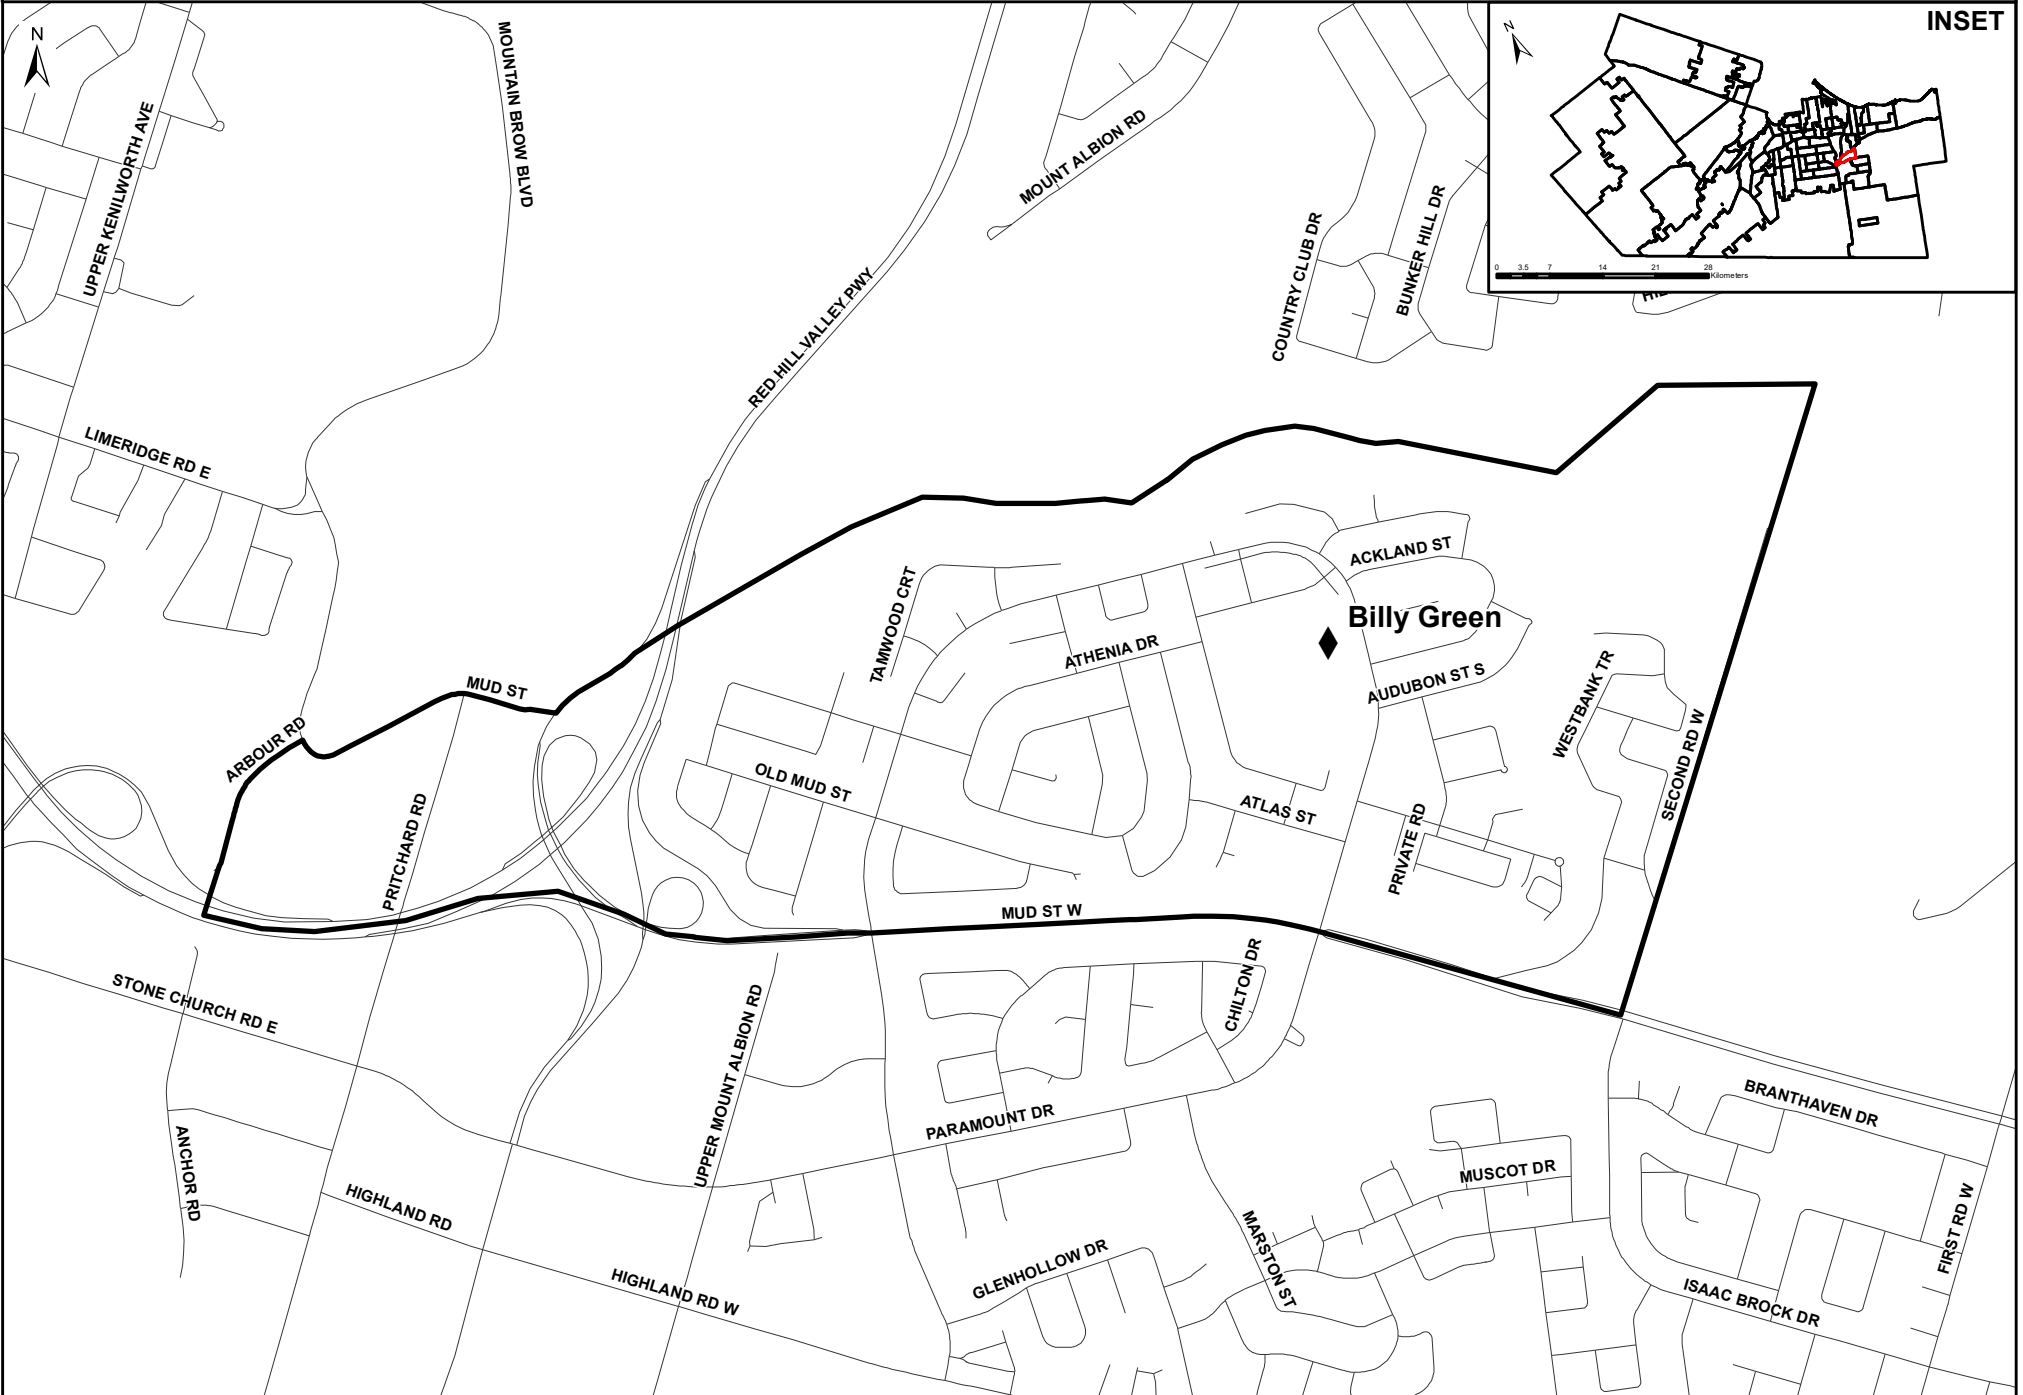 N
INSET
N
0 3.5 7 14 21 28
Kilometers
MOUNTAIN BROW BLVD
UPPER KENILWORTH AVE
MOUNT ALBION RD
COUNTRY CLUB DR
BUNKER HILL DR
RED HILL VALLEY PWY
LIMERIDGE RD E
ACKLAND ST
TAMWOOD CRT
Billy Green
ATHENIA DR
AUDUBON ST S
WESTBANK TR
MUD ST
ARBOUR RD
SECOND RD W
OLD MUD ST
ATLAS ST
PRITCHARD RD
PRIVATE RD
MUD ST W
CHILTON DR
STONE CHURCH RD E
UPPER MOUNT ALBION RD
BRANTHAVEN DR
PARAMOUNT DR
ANCHOR RD
MUSCOT DR
HIGHLAND RD
MARSTON ST
FIRST RD W
GLENHOLLOW DR
HIGHLAND RD W
ISAAC BROCK DR